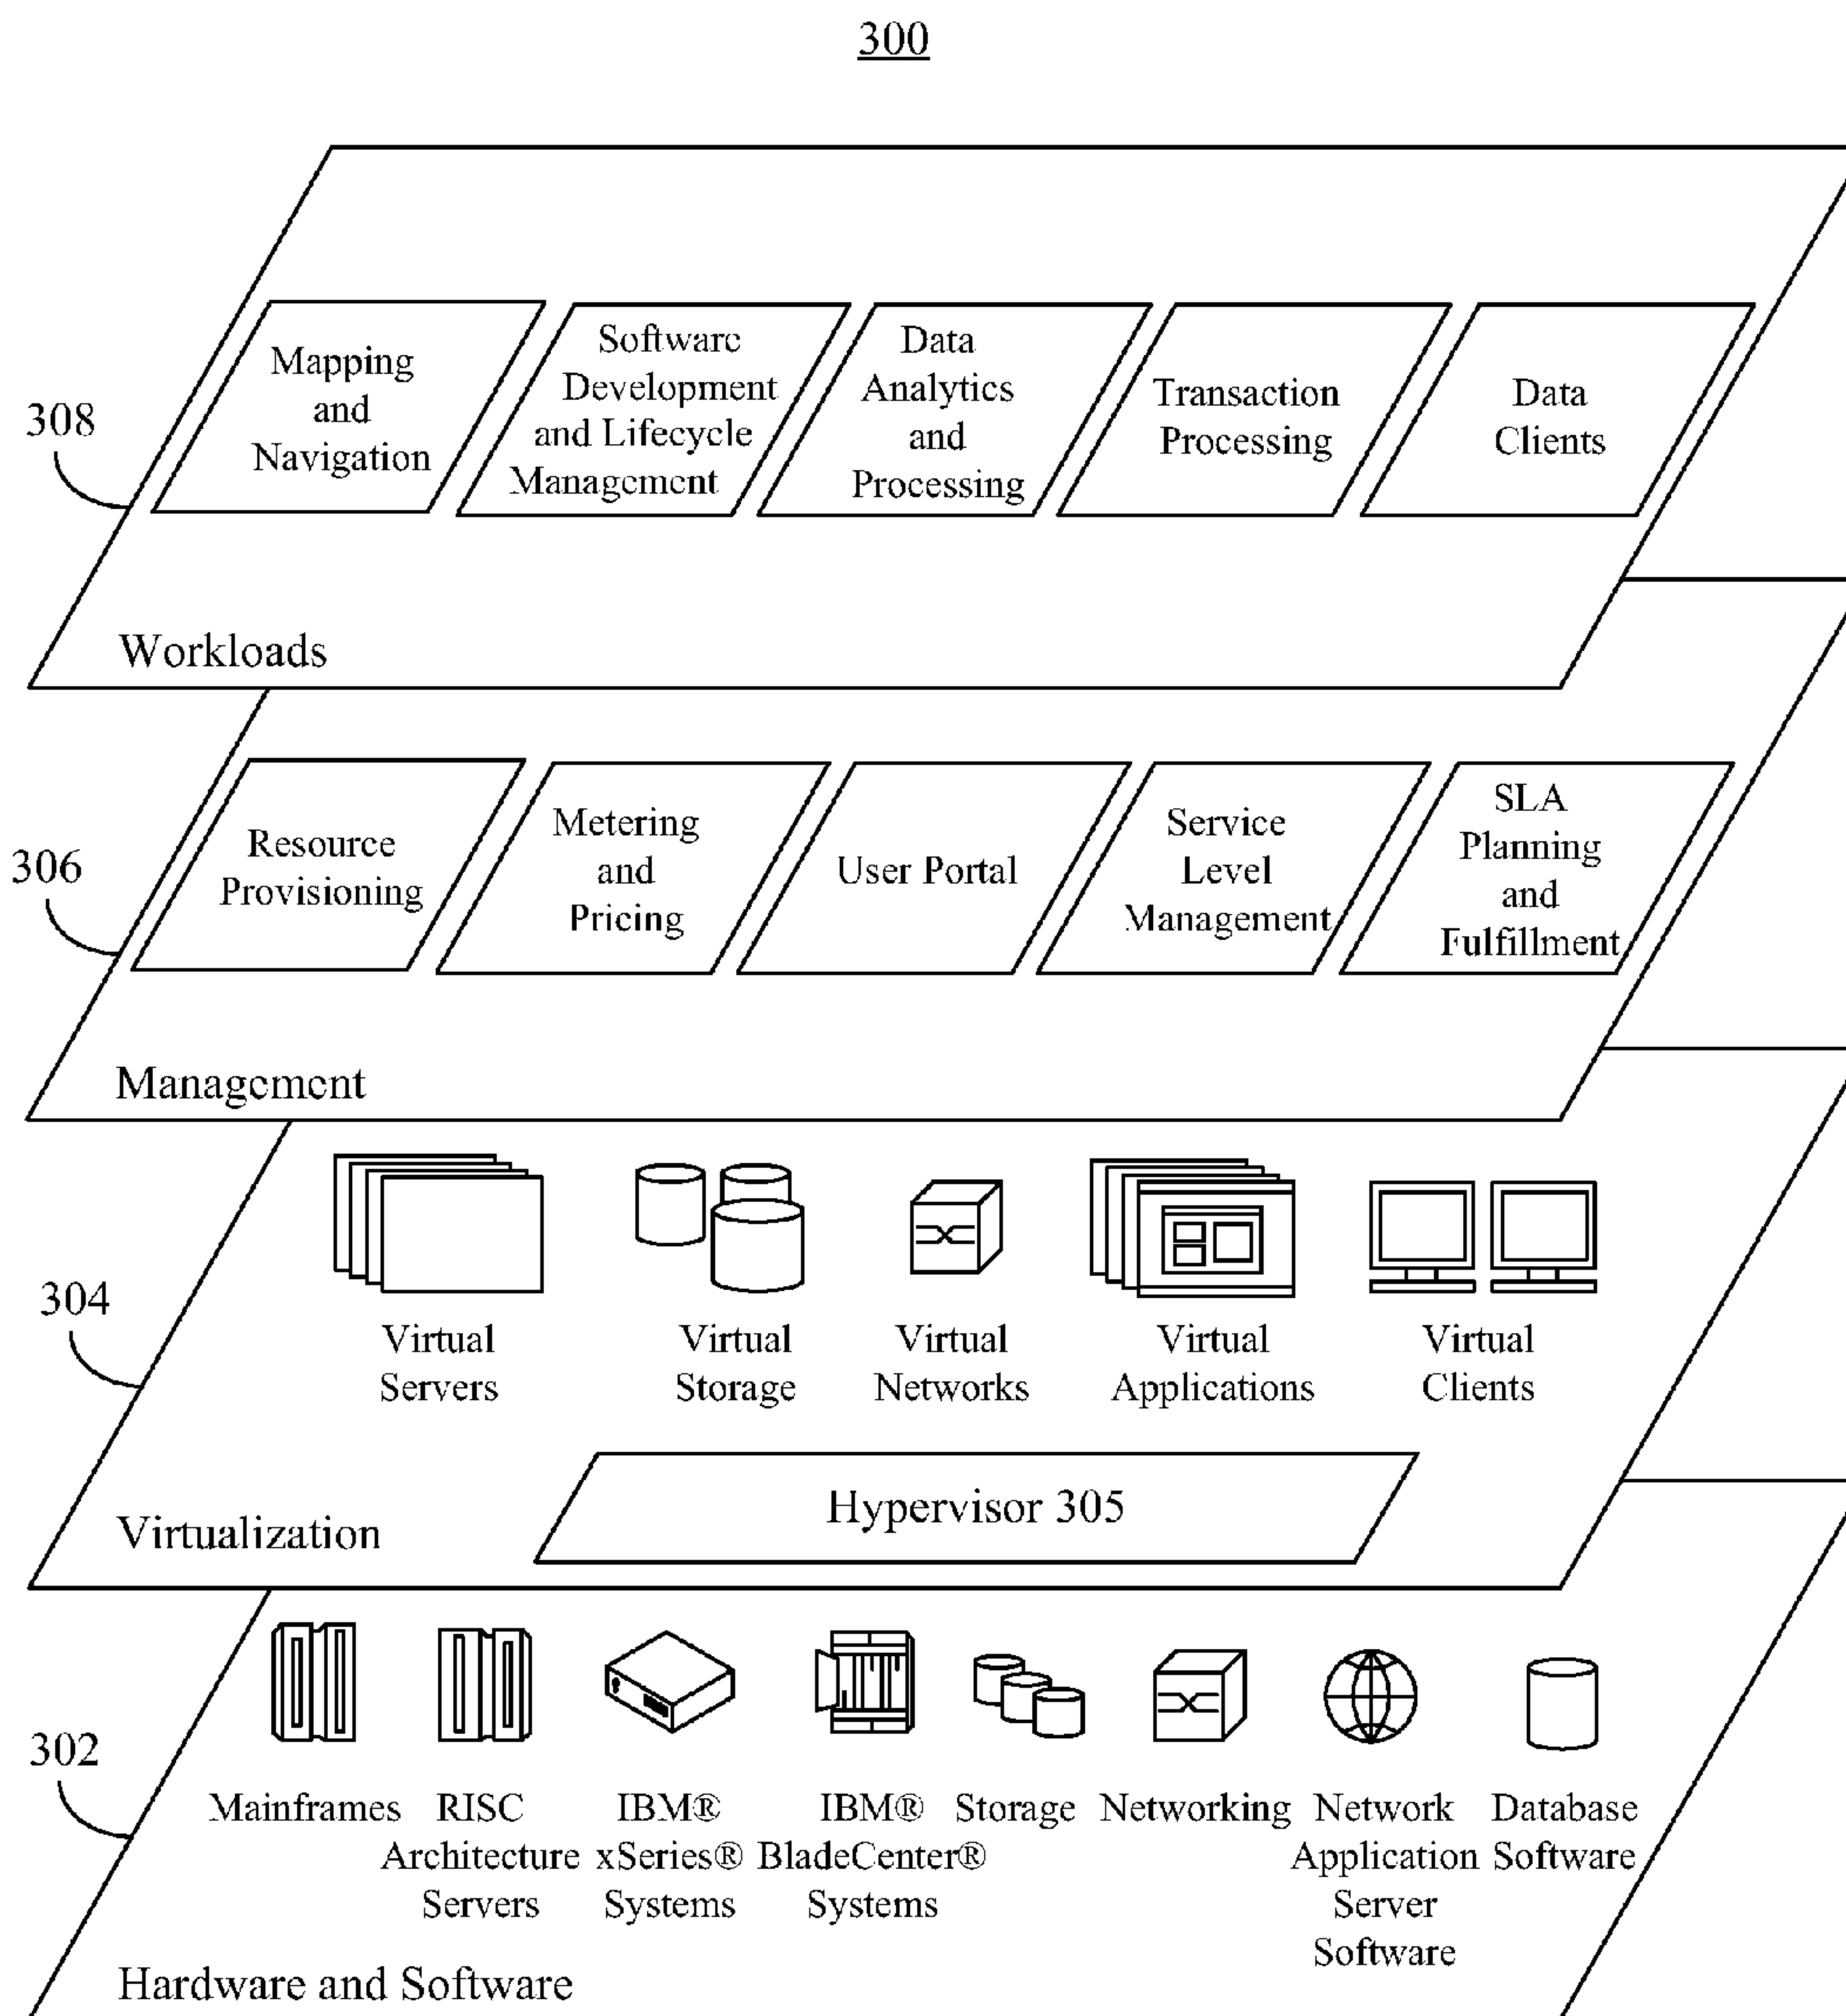 300
308
Mapping
and
Navigation
Software
Development
and Lifecycle
Management
Data
Analytics
and
Processing
Transaction
Processing
Data
Clients
Workloads
306
Resource
Provisioning
Metering
and
Pricing
User Portal
Service
Level
Management
SLA
Planning
and
Fulfillment
Management
304
Virtual
Servers
Virtual
Storage
Virtual
Networks
Virtual
Applications
Virtual
Clients
Hypervisor 305
Virtualization
302
Mainframes
RISC
Architecture
Servers
IBM®
xSeries®
Systems
IBM®
BladeCenter®
Systems
Storage
Networking
Network
Application
Server
Software
Database
Software
Hardware and Software